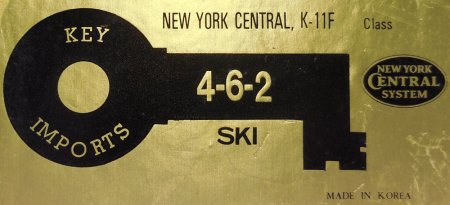 NEW YORK CENTRAL, K-11F Class
KEY
IMPORTS
4-6-2
SKI
NEW YORK
CENTRAL
SYSTEM
MADE IN KOREA